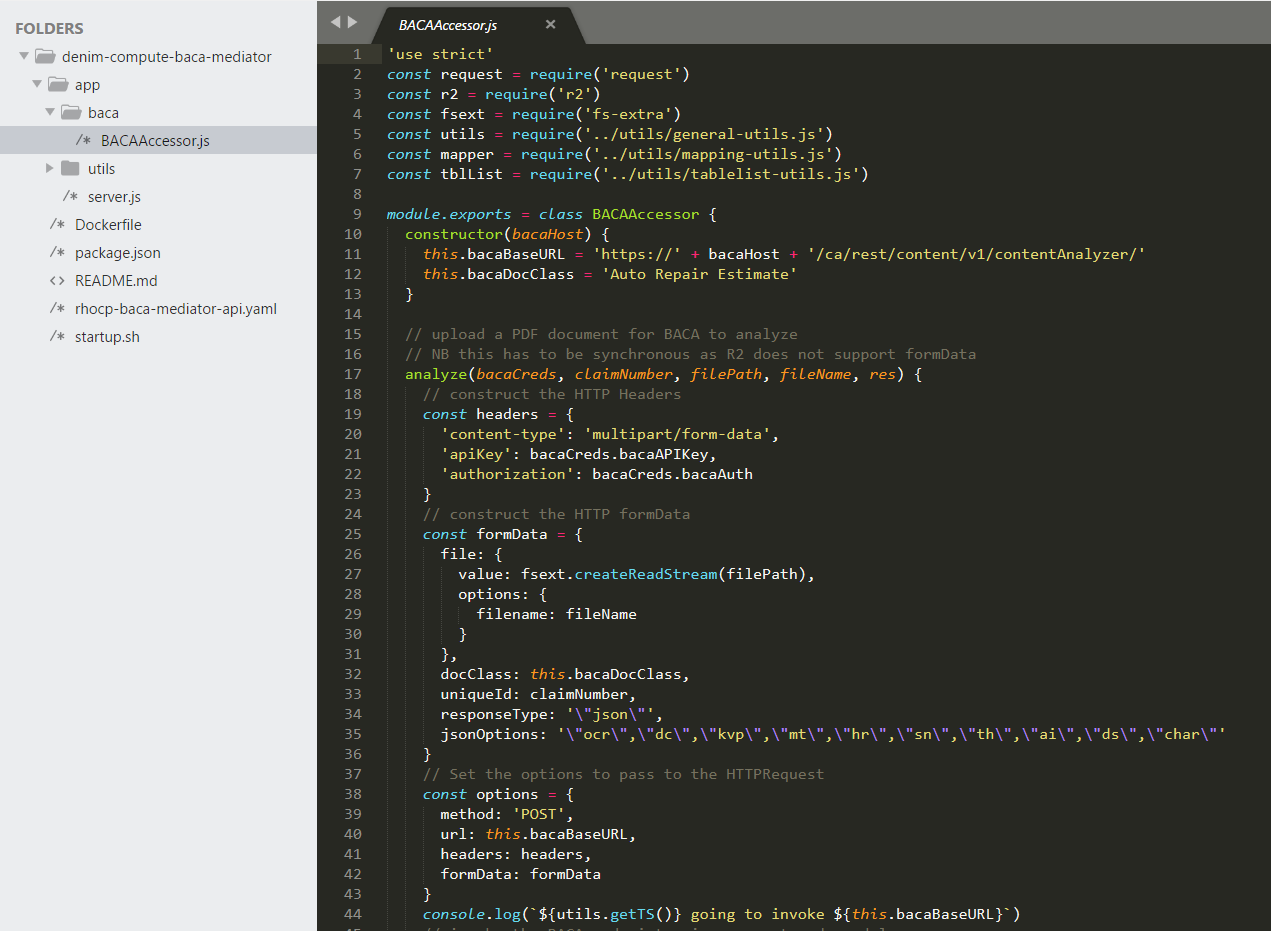 FOLDERS
denim-compute-baca-mediator
app
baca
/* BACAAccessor.js
utils
/* server.js
/* Dockerfile
/* package.json
<> README.md
/* rhocp-baca-mediator-api.yaml
/* startup.sh
BACAAccessor.js ×
1 'use strict'
2 const request = require('request')
3 const r2 = require('r2')
4 const fsext = require('fs-extra')
5 const utils = require('../utils/general-utils.js')
6 const mapper = require('../utils/mapping-utils.js')
7 const tblList = require('../utils/tablelist-utils.js')
8
9 module.exports = class BACAAccessor {
10 constructor(bacaHost) {
11 this.bacaBaseURL = 'https://' + bacaHost + '/ca/rest/content/v1/contentAnalyzer/'
12 this.bacaDocClass = 'Auto Repair Estimate'
13 }
14
15 // upload a PDF document for BACA to analyze
16 // NB this has to be synchronous as R2 does not support formData
17 analyze(bacaCreds, claimNumber, filePath, fileName, res) {
18 // construct the HTTP Headers
19 const headers = {
20 'content-type': 'multipart/form-data',
21 'apiKey': bacaCreds.bacaAPIKey,
22 'authorization': bacaCreds.bacaAuth
23 }
24 // construct the HTTP formData
25 const formData = {
26 file: {
27 value: fsext.createReadStream(filePath),
28 options: {
29 filename: fileName
30 }
31 },
32 docClass: this.bacaDocClass,
33 uniqueId: claimNumber,
34 responseType: '\"json\"',
35 jsonOptions: '\"ocr\",\"dc\",\"kvp\",\"mt\",\"hr\",\"sn\",\"th\",\"ai\",\"ds\",\"char\"'
36 }
37 // Set the options to pass to the HTTPRequest
38 const options = {
39 method: 'POST',
40 url: this.bacaBaseURL,
41 headers: headers,
42 formData: formData
43 }
44 console.log(`${utils.getTS()} going to invoke ${this.bacaBaseURL}`)